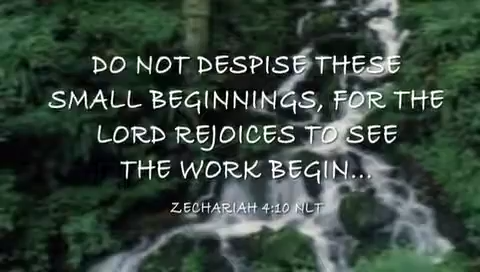 DO NOT DESPISE THESE
SMALL BEGINNINGS, FOR THE
LORD REJOICES TO SEE
THE WORK BEGIN...
ZECHARIAH 4:10 NLT